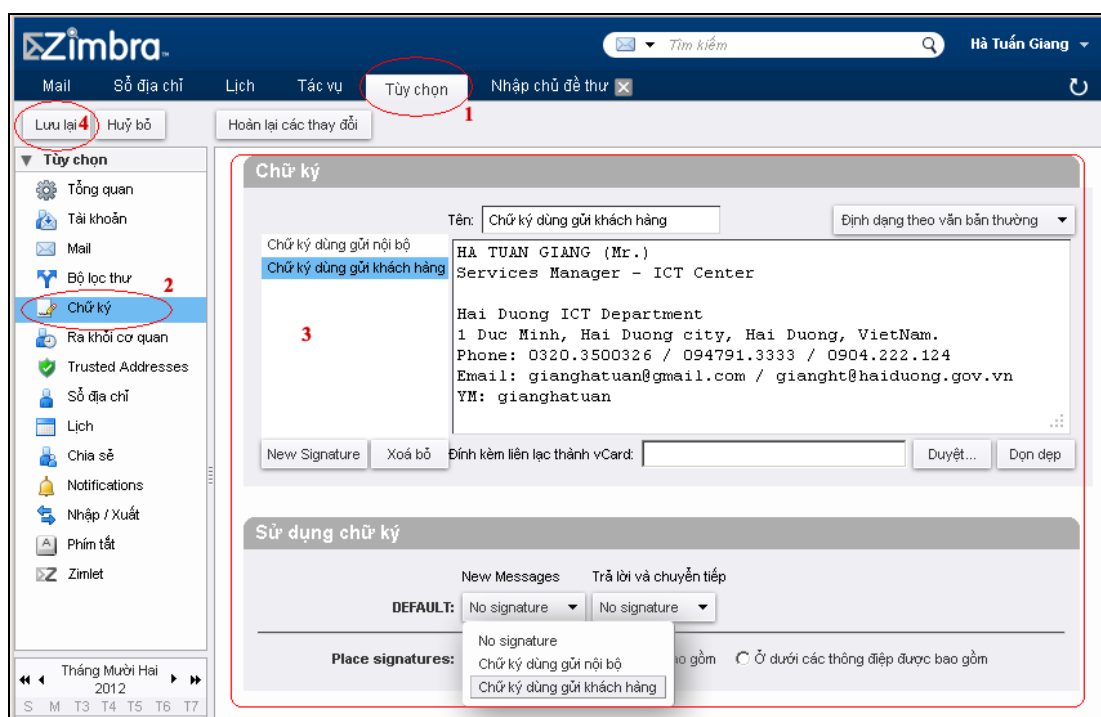 Zimbra
Tìm kiếm
Hà Tuấn Giang
Mail Sổ địa chỉ Lịch Tác vụ Tùy chọn Nhập chủ đề thư
1
Lưu lại 4 Huỷ bỏ Hoàn lại các thay đổi
Tùy chọn
Tổng quan
Tài khoản
Mail
Bộ lọc thư
2
Chữ ký
Ra khỏi cơ quan
Trusted Addresses
Sổ địa chỉ
Lịch
Chia sẻ
Notifications
Nhập / Xuất
Phím tắt
Zimlet
Tháng Mười Hai
2012
S M T3 T4 T5 T6 T7
Chữ ký
Tên: Chữ ký dùng gửi khách hàng
Định dạng theo văn bản thường
Chữ ký dùng gửi nội bộ
Chữ ký dùng gửi khách hàng
3
HA TUAN GIANG (Mr.)
Services Manager - ICT Center
Hai Duong ICT Department
1 Duc Minh, Hai Duong city, Hai Duong, VietNam.
Phone: 0320.3500326 / 094791.3333 / 0904.222.124
Email: gianghatuan@gmail.com / gianght@haiduong.gov.vn
YM: gianghatuan
New Signature Xoá bỏ Đính kèm liên lạc thành vCard: Duyệt... Dọn dẹp
Sử dụng chữ ký
New Messages Trả lời và chuyển tiếp
DEFAULT: No signature No signature
No signature
Chữ ký dùng gửi nội bộ
Chữ ký dùng gửi khách hàng
Place signatures: gồm Ở dưới các thông điệp được bao gồm